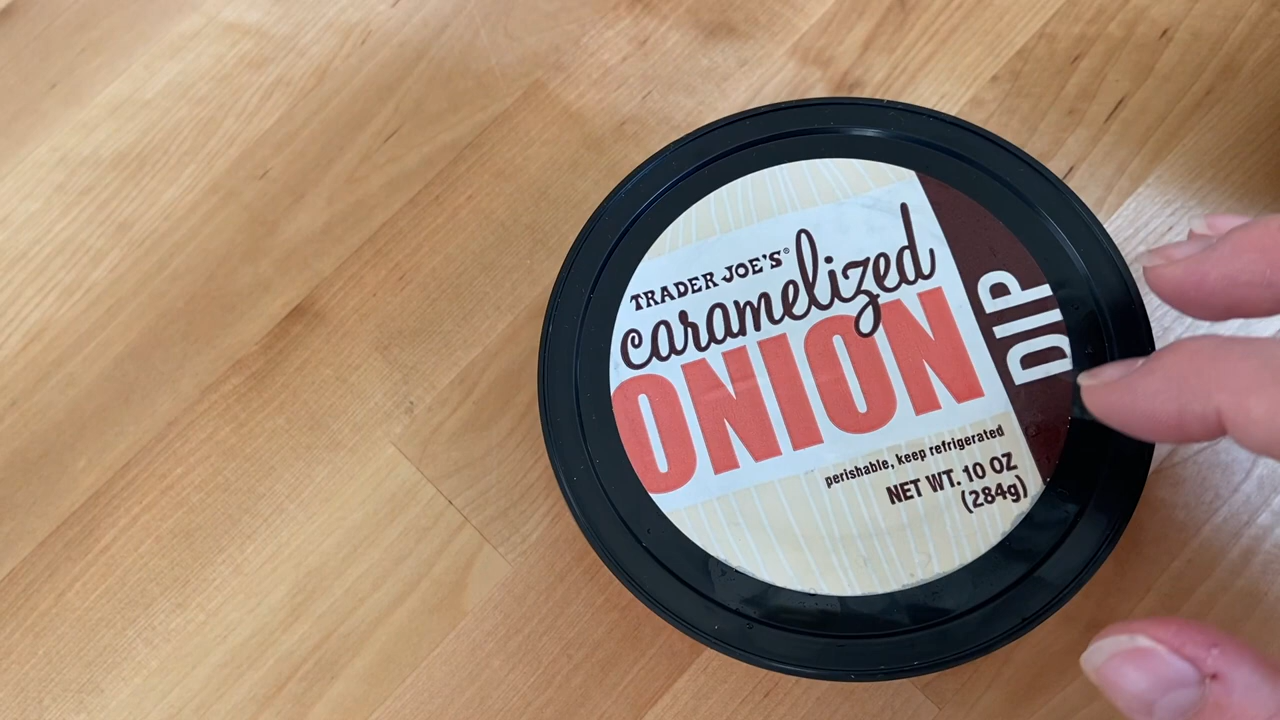 TRADER JOE'S®
caramelized
ONION
DIP
perishable, keep refrigerated
NET WT. 10 OZ
(284g)